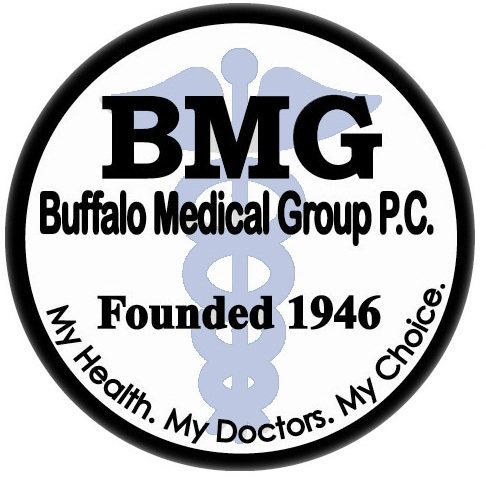 BMG
Buffalo Medical Group P.C.
Founded 1946
My Health. My Doctors. My Choice.